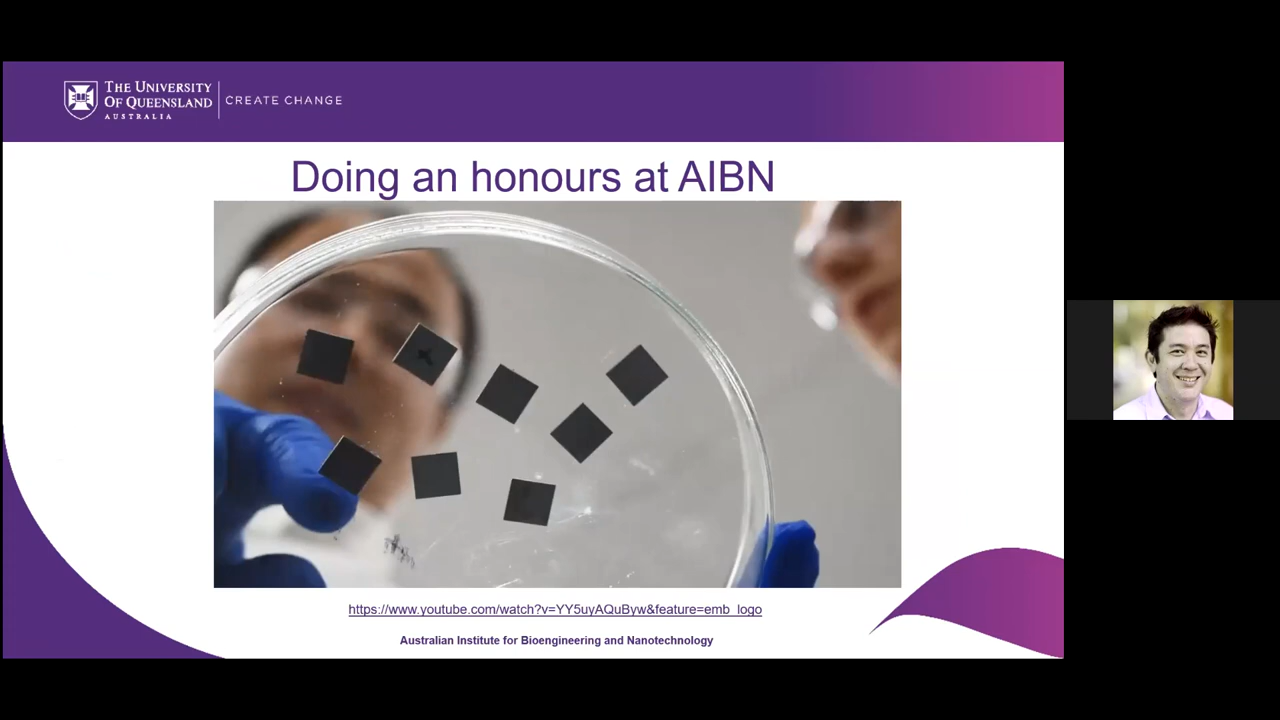 THE UNIVERSITY
OF QUEENSLAND
AUSTRALIA
CREATE CHANGE
Doing an honours at AIBN
https://www.youtube.com/watch?v=YY5uyAQuByw&feature=emb_logo
Australian Institute for Bioengineering and Nanotechnology